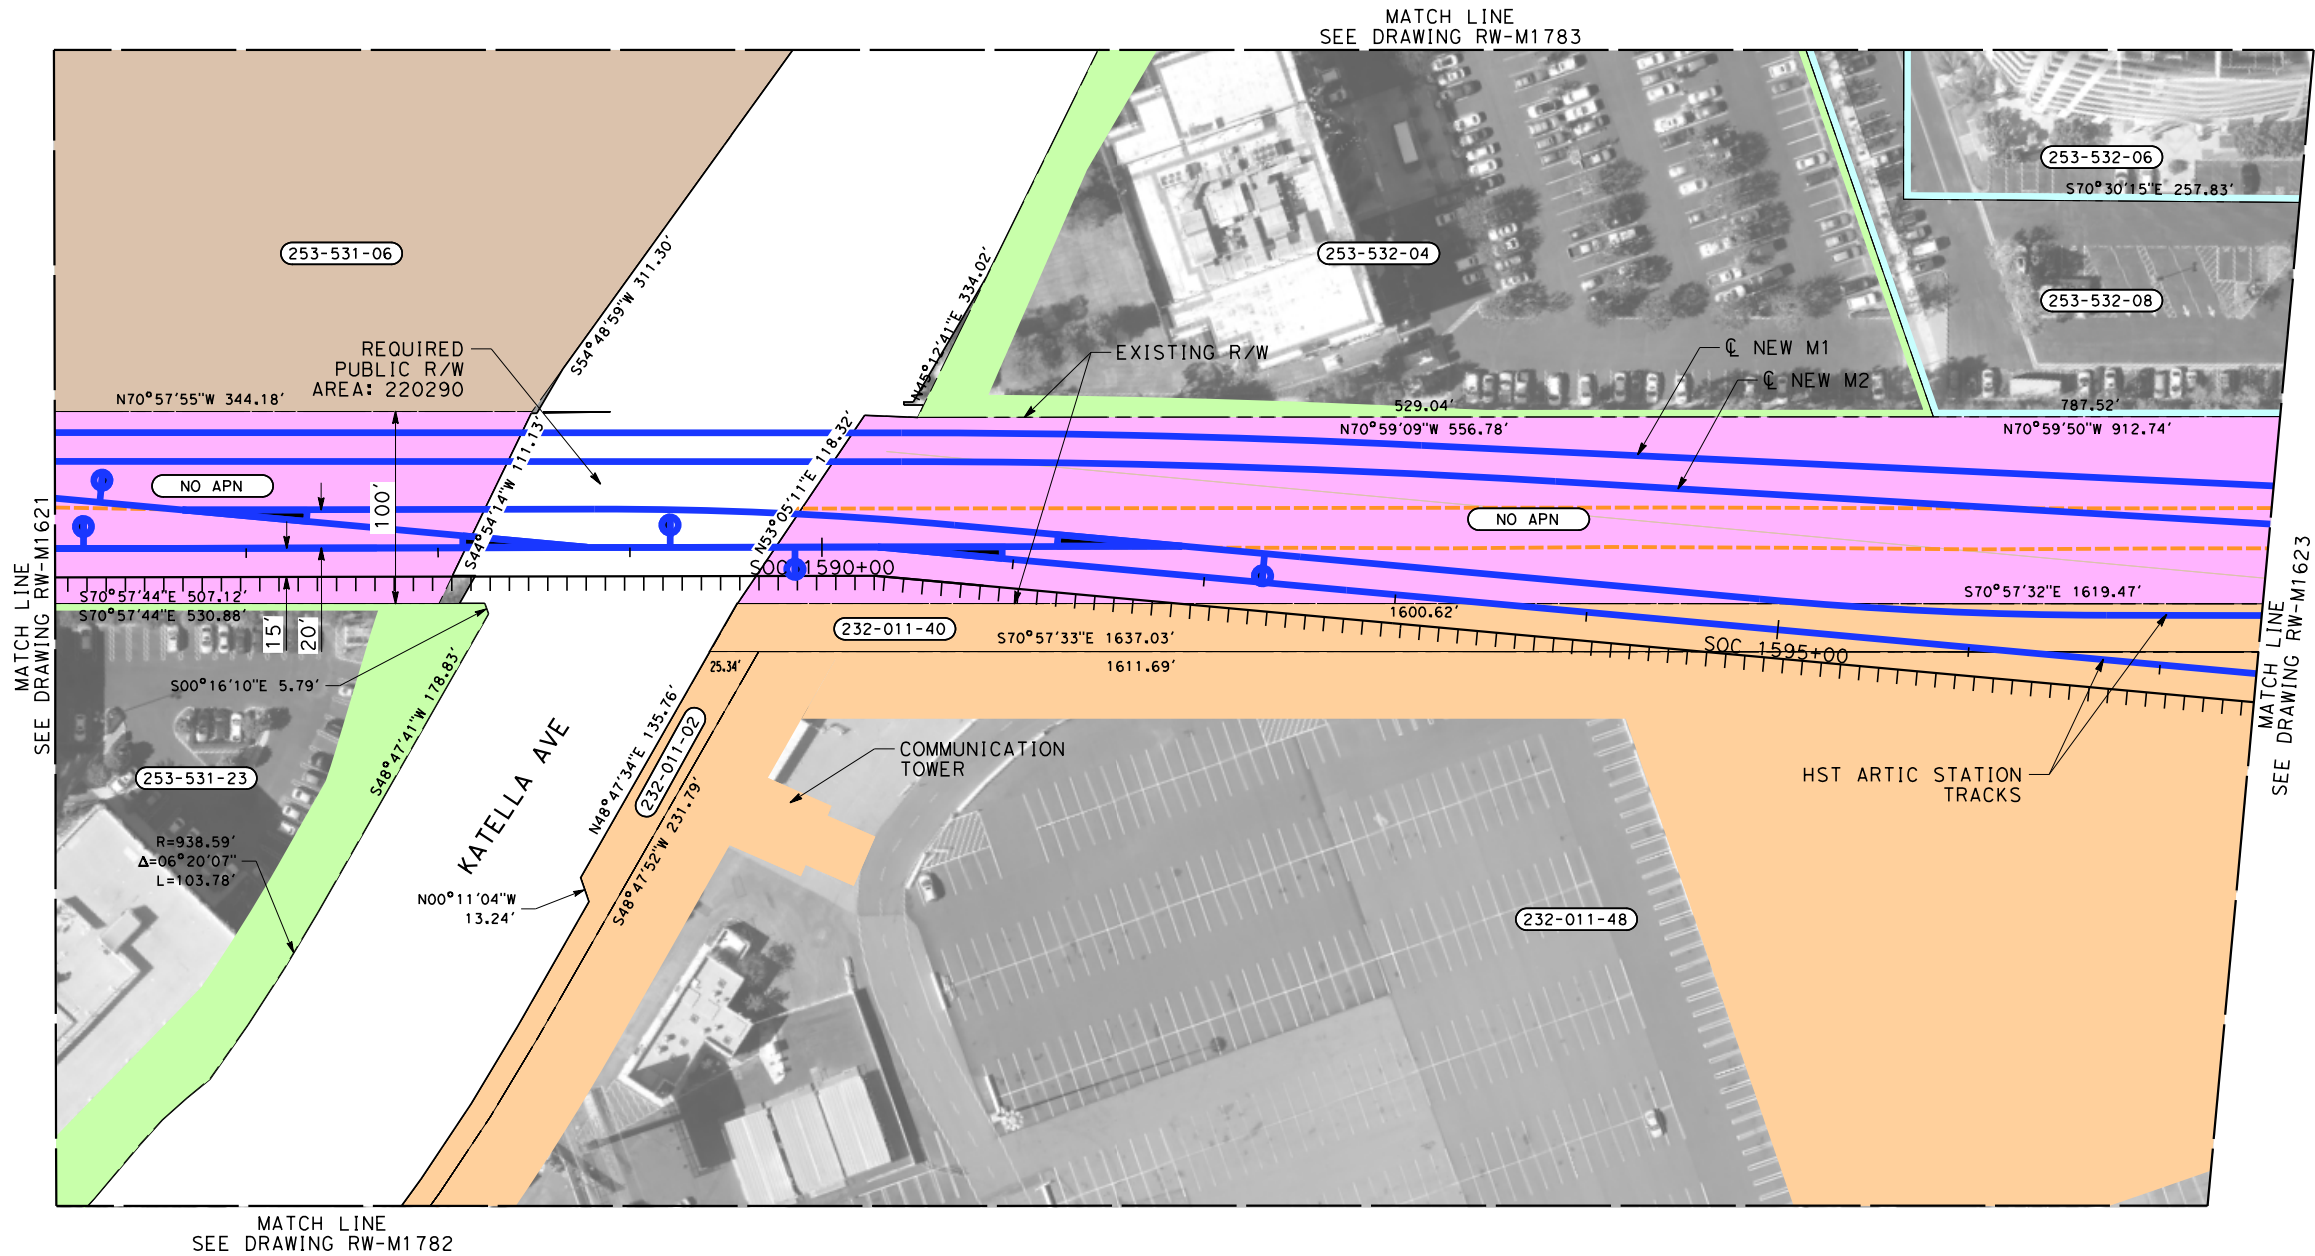 MATCH LINE
SEE DRAWING RW-M1783
253-532-06
S70°30'15"E 257.83'
253-531-06
253-532-04
253-532-08
S54°48'59"W 311.30'
N45°12'41"E 334.02'
REQUIRED
PUBLIC R/W
AREA: 220290
EXISTING R/W
℄ NEW M1
℄ NEW M2
N70°57'55"W 344.18'
529.04'
787.52'
N70°59'09"W 556.78'
N70°59'50"W 912.74'
S44°54'14"W 111.13'
N53°05'11"E 118.32'
NO APN
100'
NO APN
MATCH LINE
SEE DRAWING RW-M1621
SOC 1590+00
S70°57'44"E 507.12'
S70°57'44"E 530.88'
15'
20'
S70°57'32"E 1619.47'
1600.62'
232-011-40
S70°57'33"E 1637.03'
SOC 1595+00
25.34'
1611.69'
MATCH LINE
SEE DRAWING RW-M1623
S00°16'10"E 5.79'
S48°47'41"W 178.83'
N48°47'34"E 135.76'
232-011-02
S48°47'52"W 231.79'
KATELLA AVE
COMMUNICATION
TOWER
HST ARTIC STATION
TRACKS
253-531-23
R=938.59'
Δ=06°20'07"
L=103.78'
N00°11'04"W
13.24'
232-011-48
MATCH LINE
SEE DRAWING RW-M1782